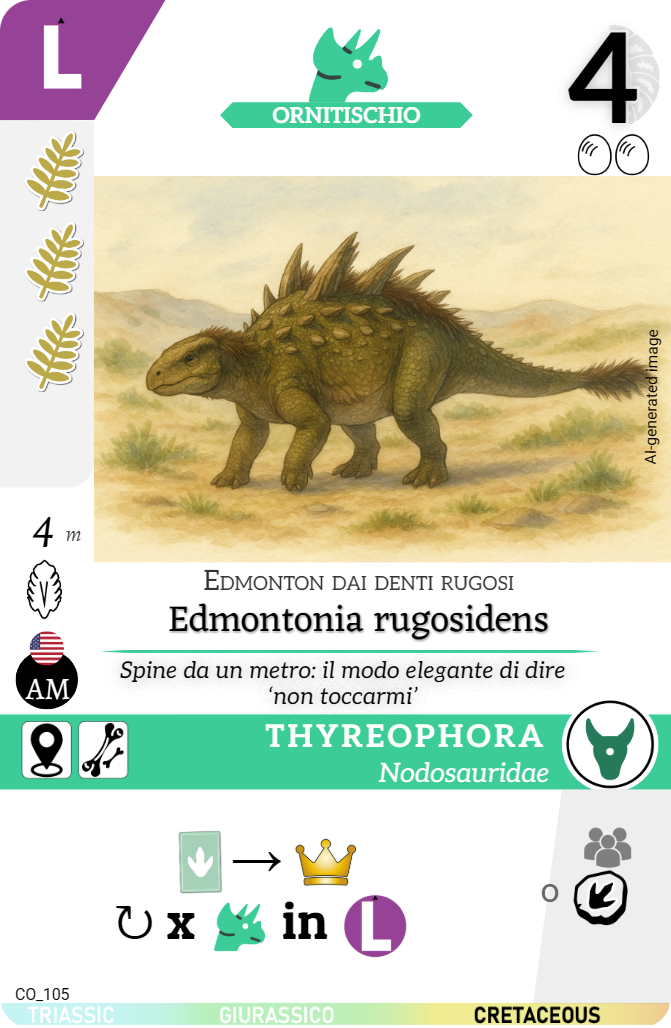 L
ORNITISCHIO
4
AI-generated image
4 m
Edmonton dai denti rugosi
Edmontonia rugosidens
Spine da un metro: il modo elegante di dire
‘non toccarmi’
AM
THYREOPHORA
Nodosauridae
→
↻ x in L
O
CO_105
TRIASSIC GIURASSICO CRETACEOUS